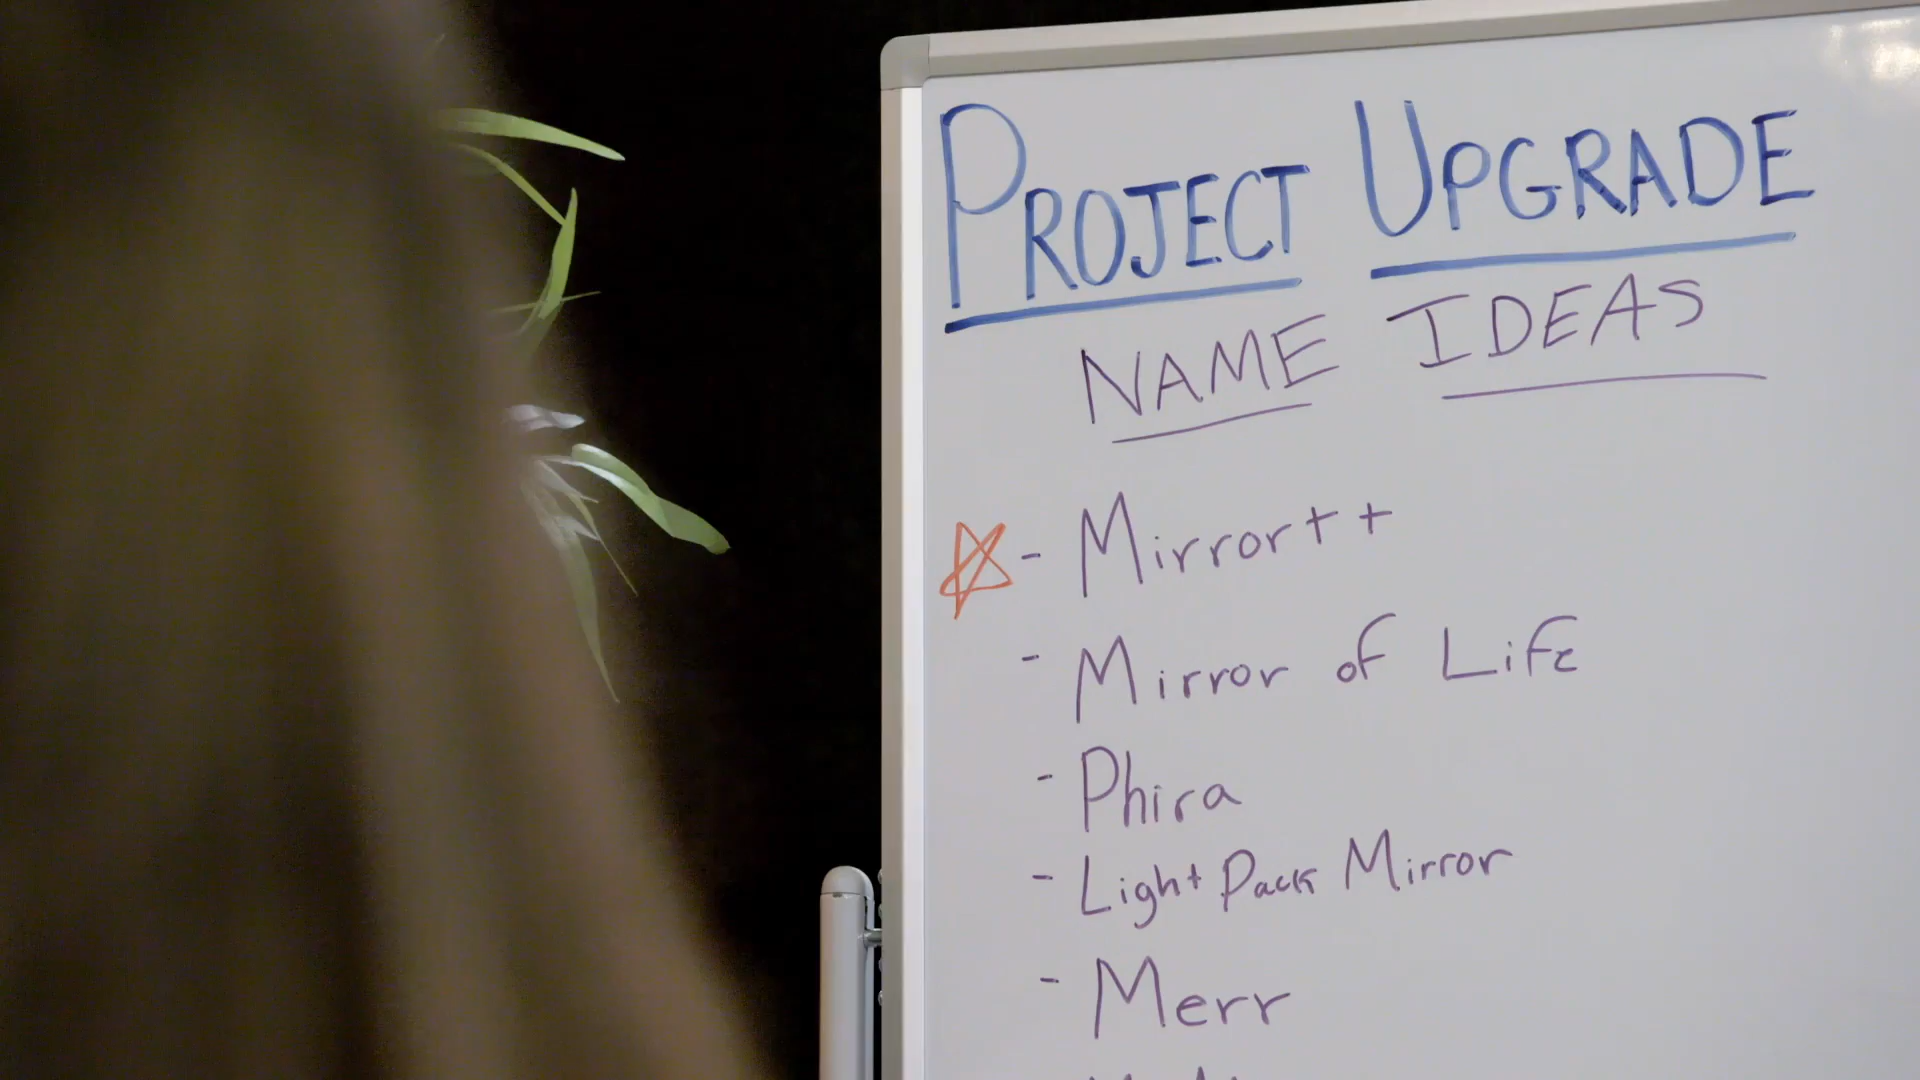 PROJECT UPGRADE
NAME IDEAS
- Mirror++
- Mirror of Life
- Phira
- Light Pack Mirror
- Merr